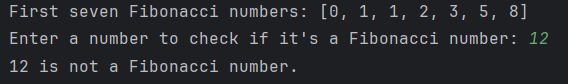 First seven Fibonacci numbers: [0, 1, 1, 2, 3, 5, 8]
Enter a number to check if it's a Fibonacci number: 12
12 is not a Fibonacci number.